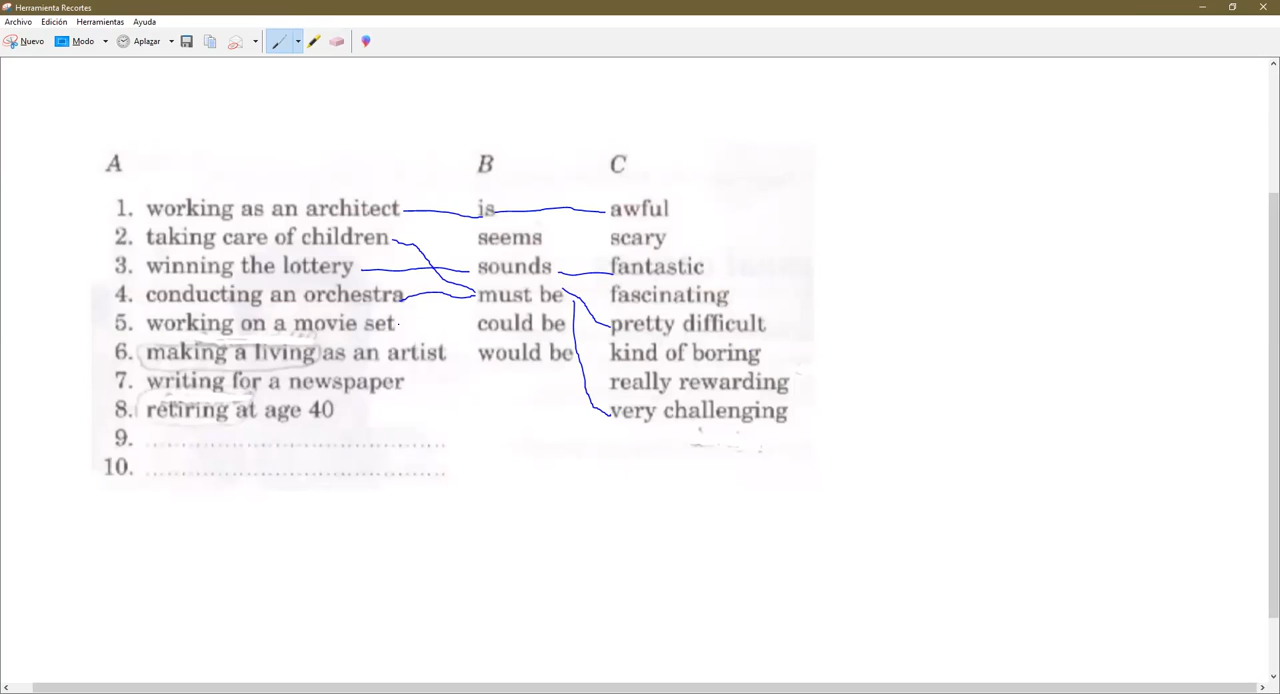 Herramienta Recortes
Archivo Edición Herramientas Ayuda
Nuevo Modo Aplazar
A B C
1. working as an architect is awful
2. taking care of children seems scary
3. winning the lottery sounds fantastic
4. conducting an orchestra must be fascinating
5. working on a movie set could be pretty difficult
6. making a living as an artist would be kind of boring
7. writing for a newspaper really rewarding
8. retiring at age 40 very challenging
9. ........................................
10. ........................................